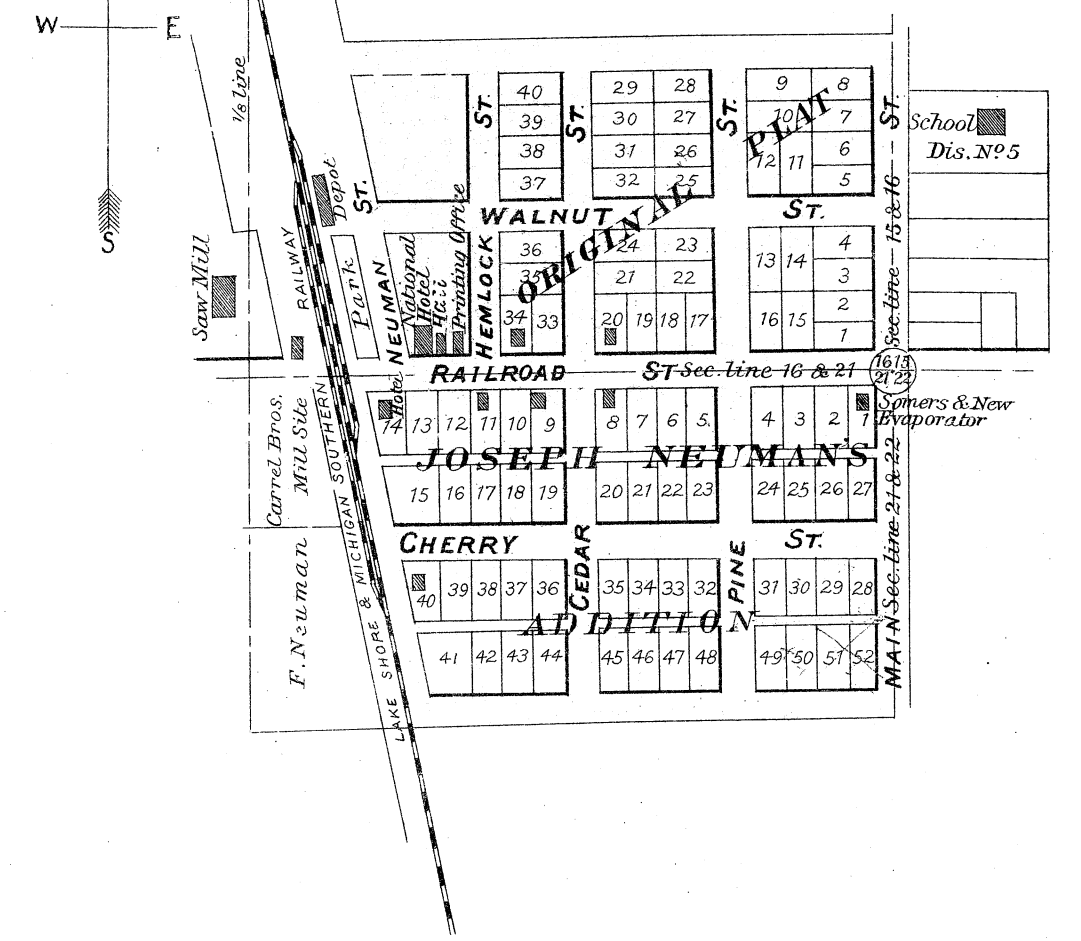 W E
S
1/8 line
ST.
ST.
ST.
ST.
40
39
38
37
29 28
30 27
31 26
32 25
9 8
10 7
12 11 6
5
School
Dis. Nº 5
PLAT
ORIGINAL
Depot
ST.
WALNUT ST.
Saw Mill
RAILWAY
Park
NEUMAN
National
Hotel
Hall
Printing Office
HEMLOCK
36
35
34 33
24 23
21 22
20 19 18 17
13 14 4
3
16 15 2
1
Sec. line 15 & 16
RAILROAD ST.
Sec. line 16 & 21
16 15
21 22
Hotel
14 13 12 11 10 9
8 7 6 5
4 3 2 1
Somers & New
Evaporator
JOSEPH NEUMAN'S
15 16 17 18 19
20 21 22 23
24 25 26 27
Carrel Bros.
Mill Site
CHERRY ST.
CEDAR
PINE
MAIN
Sec. line 21 & 22
40 39 38 37 36
35 34 33 32
31 30 29 28
ADDITION
41 42 43 44
45 46 47 48
49 50 51 52
F. Neuman
LAKE SHORE & MICHIGAN SOUTHERN